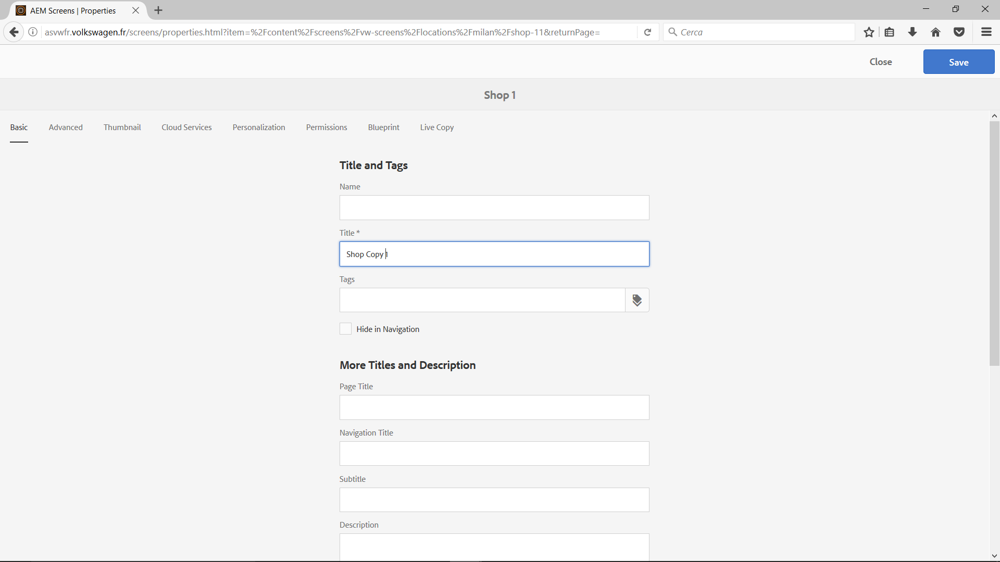 AEM Screens | Properties
asvwfr.volkswagen.fr/screens/properties.html?item=%2Fcontent%2Fscreens%2Fvw-screens%2Flocations%2Fmilan%2Fshop-11&returnPage=
Cerca
Close
Save
Shop 1
Basic
Advanced
Thumbnail
Cloud Services
Personalization
Permissions
Blueprint
Live Copy
Title and Tags
Name
Title *
Shop Copy 1
Tags
Hide in Navigation
More Titles and Description
Page Title
Navigation Title
Subtitle
Description